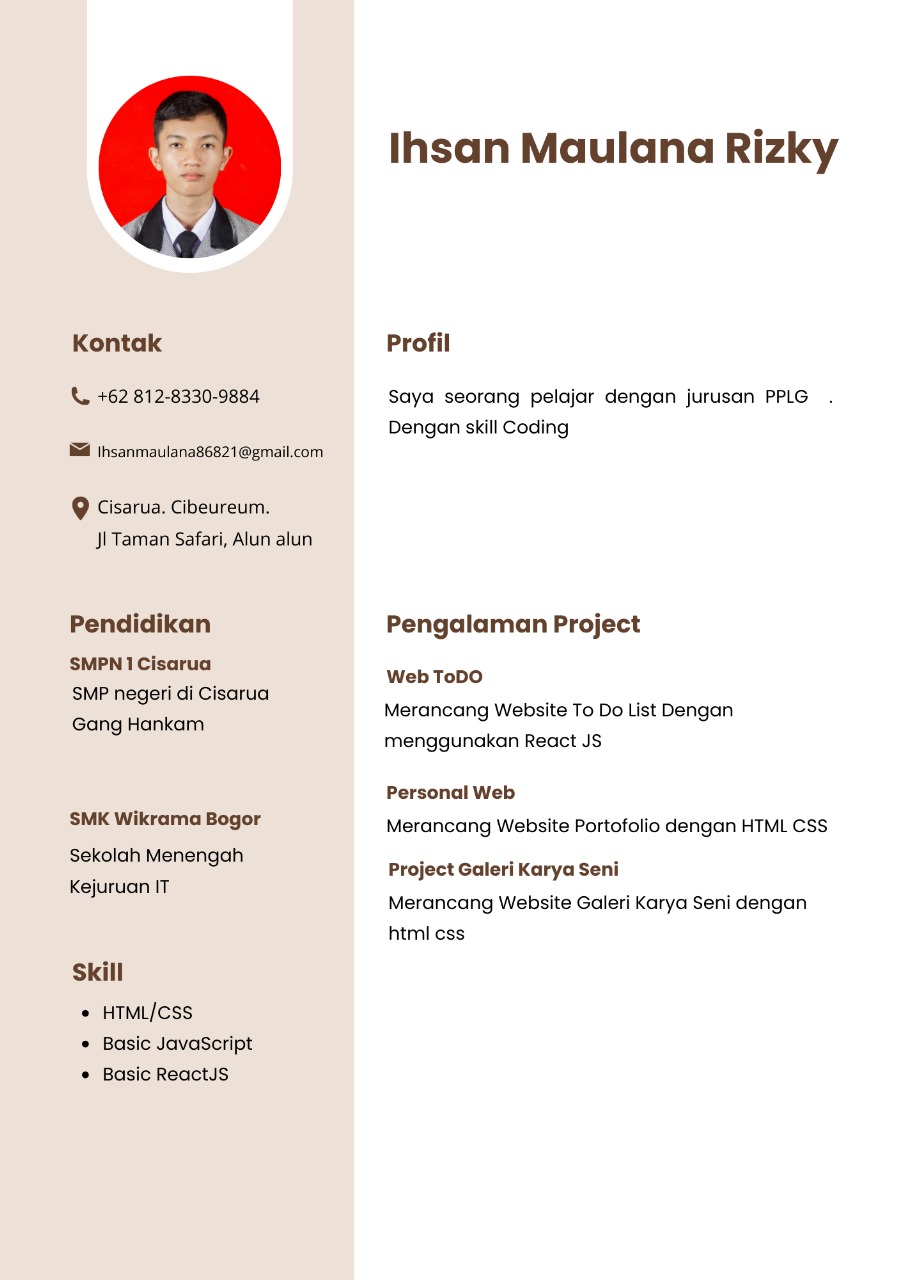 Ihsan Maulana Rizky
Kontak
+62 812-8330-9884
Ihsanmaulana86821@gmail.com
Cisarua. Cibeureum.
Jl Taman Safari, Alun alun
Pendidikan
SMPN 1 Cisarua
SMP negeri di Cisarua
Gang Hankam
SMK Wikrama Bogor
Sekolah Menengah
Kejuruan IT
Skill
• HTML/CSS
• Basic JavaScript
• Basic ReactJS
Profil
Saya seorang pelajar dengan jurusan PPLG .
Dengan skill Coding
Pengalaman Project
Web ToDO
Merancang Website To Do List Dengan
menggunakan React JS
Personal Web
Merancang Website Portofolio dengan HTML CSS
Project Galeri Karya Seni
Merancang Website Galeri Karya Seni dengan
html css